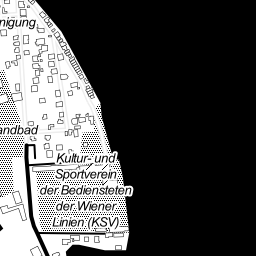 nigung
andbad
Kultur- und
Sportverein
der Bediensteten
der Wiener
Linien (KSV)